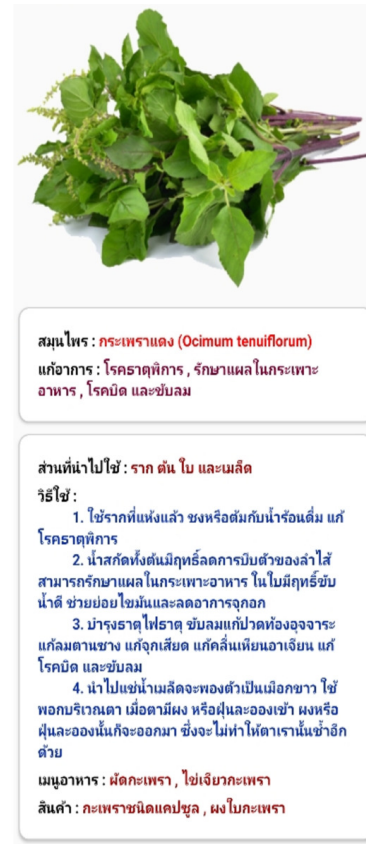 สมุนไพร : กระเพราแดง (Ocimum tenuiflorum)
แก้อาการ : โรคธาตุพิการ , รักษาแผลในกระเพาะ
อาหาร , โรคบิด และขับลม
ส่วนที่นำไปใช้ : ราก ต้น ใบ และเมล็ด
วิธีใช้ :
1. ใช้รากที่แห้งแล้ว ชงหรือต้มกับน้ำร้อนดื่ม แก้
โรคธาตุพิการ
2. น้ำสกัดทั้งต้นมีฤทธิ์ลดการบีบตัวของลำไส้
สามารถรักษาแผลในกระเพาะอาหาร ในใบมีฤทธิ์ขับ
น้ำดี ช่วยย่อยไขมันและลดอาการจุกอก
3. บำรุงธาตุไฟธาตุ ขับลมแก้ปวดท้องอุจจาระ
แก้ลมตานซาง แก้จุกเสียด แก้คลื่นเหียนอาเจียน แก้
โรคบิด และขับลม
4. นำไปแช่น้ำเมล็ดจะพองตัวเป็นเมือกขาว ใช้
พอกบริเวณตา เมื่อตามีผง หรือฝุ่นละอองเข้า ผงหรือ
ฝุ่นละอองนั้นก็จะออกมา ซึ่งจะไม่ทำให้ตาเรานั้นช้ำอีก
ด้วย
เมนูอาหาร : ผัดกะเพรา , ไข่เจียวกะเพรา
สินค้า : กะเพราชนิดแคปซูล , ผงใบกะเพรา